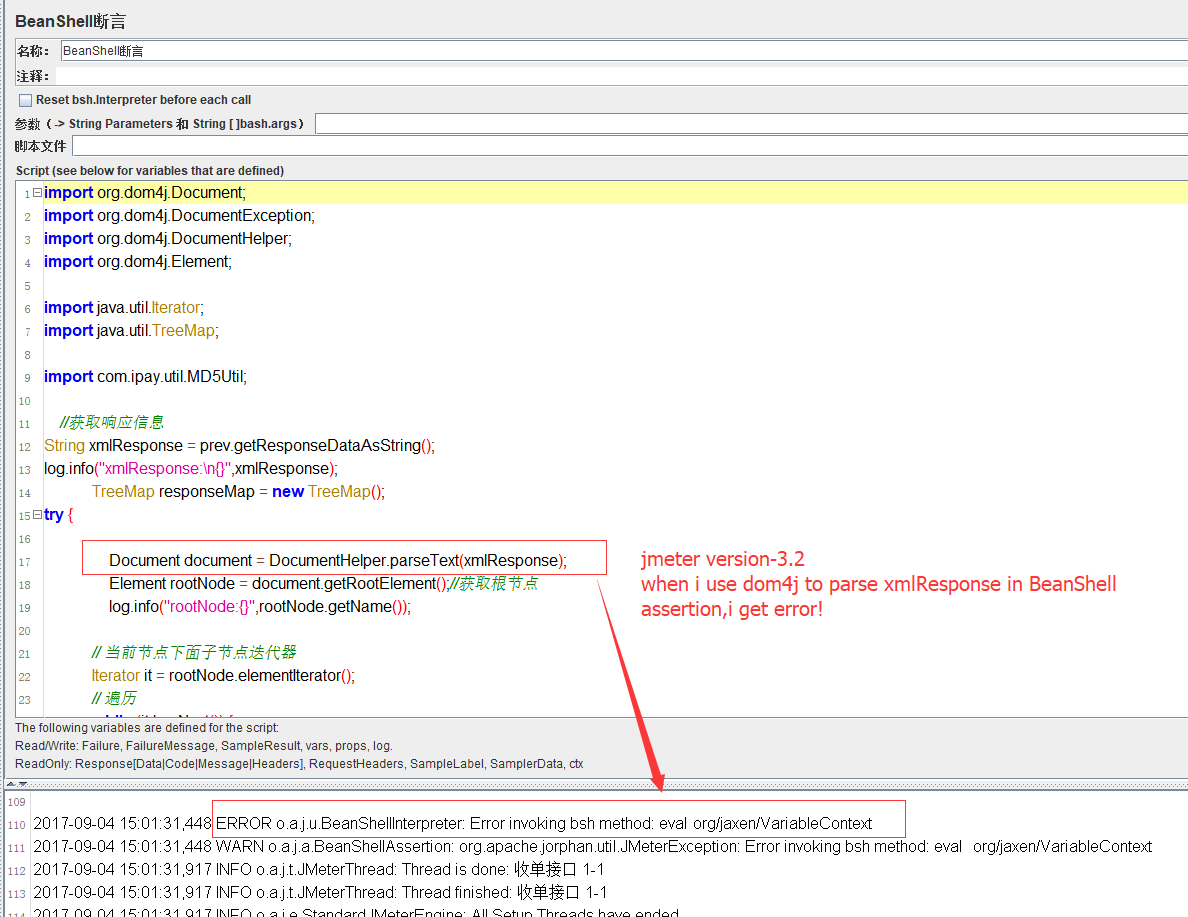 BeanShell断言
名称： BeanShell断言
注释：
Reset bsh.Interpreter before each call
参数（-> String Parameters 和 String [ ]bash.args）
脚本文件
Script (see below for variables that are defined)
1 import org.dom4j.Document;
2 import org.dom4j.DocumentException;
3 import org.dom4j.DocumentHelper;
4 import org.dom4j.Element;
5
6 import java.util.Iterator;
7 import java.util.TreeMap;
8
9 import com.ipay.util.MD5Util;
10
11 //获取响应信息
12 String xmlResponse = prev.getResponseDataAsString();
13 log.info("xmlResponse:\n{}",xmlResponse);
14 TreeMap responseMap = new TreeMap();
15 try {
16
17 Document document = DocumentHelper.parseText(xmlResponse);
18 Element rootNode = document.getRootElement();//获取根节点
19 log.info("rootNode:{}",rootNode.getName());
20
21 // 当前节点下面子节点迭代器
22 Iterator it = rootNode.elementIterator();
23 // 遍历
jmeter version-3.2
when i use dom4j to parse xmlResponse in BeanShell
assertion,i get error!
The following variables are defined for the script:
Read/Write: Failure, FailureMessage, SampleResult, vars, props, log.
ReadOnly: Response[Data|Code|Message|Headers], RequestHeaders, SampleLabel, SamplerData, ctx
109
110 2017-09-04 15:01:31,448 ERROR o.a.j.u.BeanShellInterpreter: Error invoking bsh method: eval org/jaxen/VariableContext
111 2017-09-04 15:01:31,448 WARN o.a.j.a.BeanShellAssertion: org.apache.jorphan.util.JMeterException: Error invoking bsh method: eval org/jaxen/VariableContext
112 2017-09-04 15:01:31,917 INFO o.a.j.t.JMeterThread: Thread is done: 收单接口 1-1
113 2017-09-04 15:01:31,917 INFO o.a.j.t.JMeterThread: Thread finished: 收单接口 1-1
114 2017-09-04 15:01:31,917 INFO o.a.j.e.StandardJMeterEngine: All Setup Threads have ended